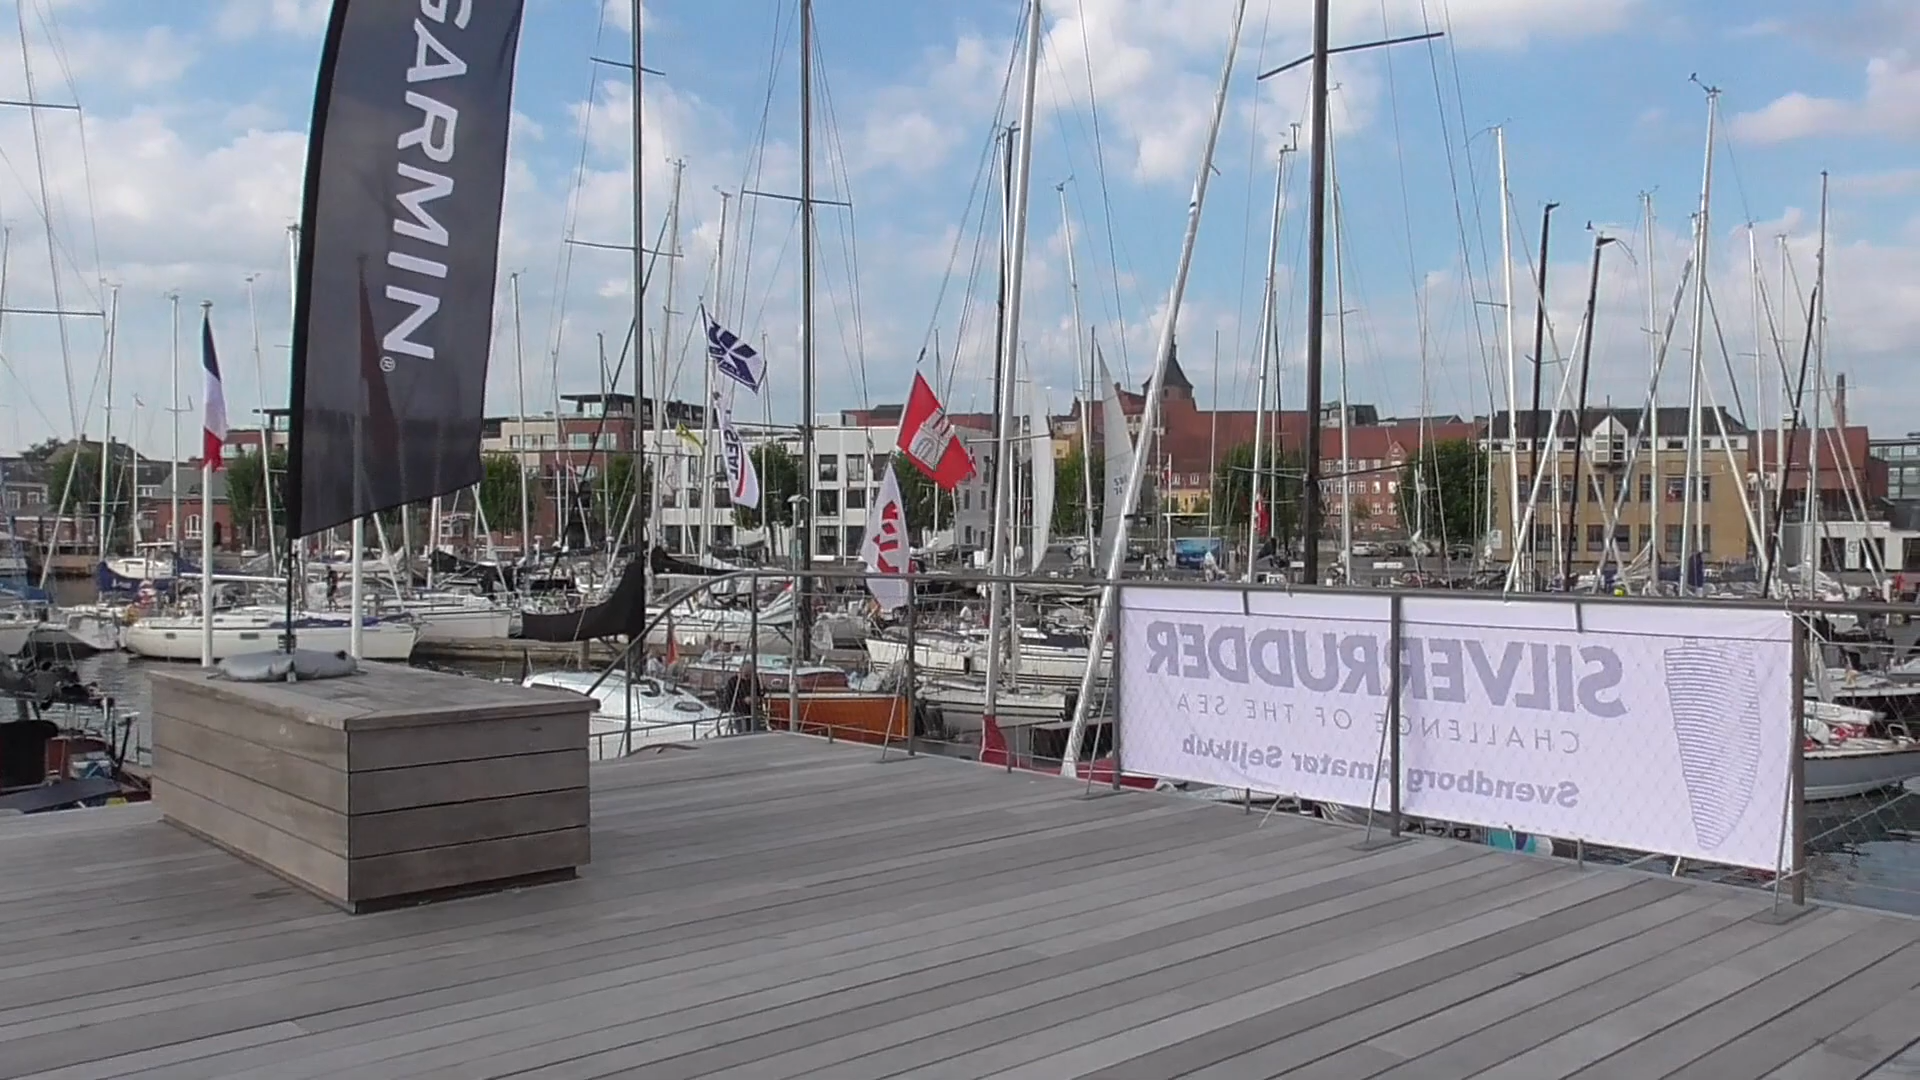 GARMIN®
SILVERRUDDER
CHALLENGE OF THE SEA
Svendborg Amatør Sejlklub